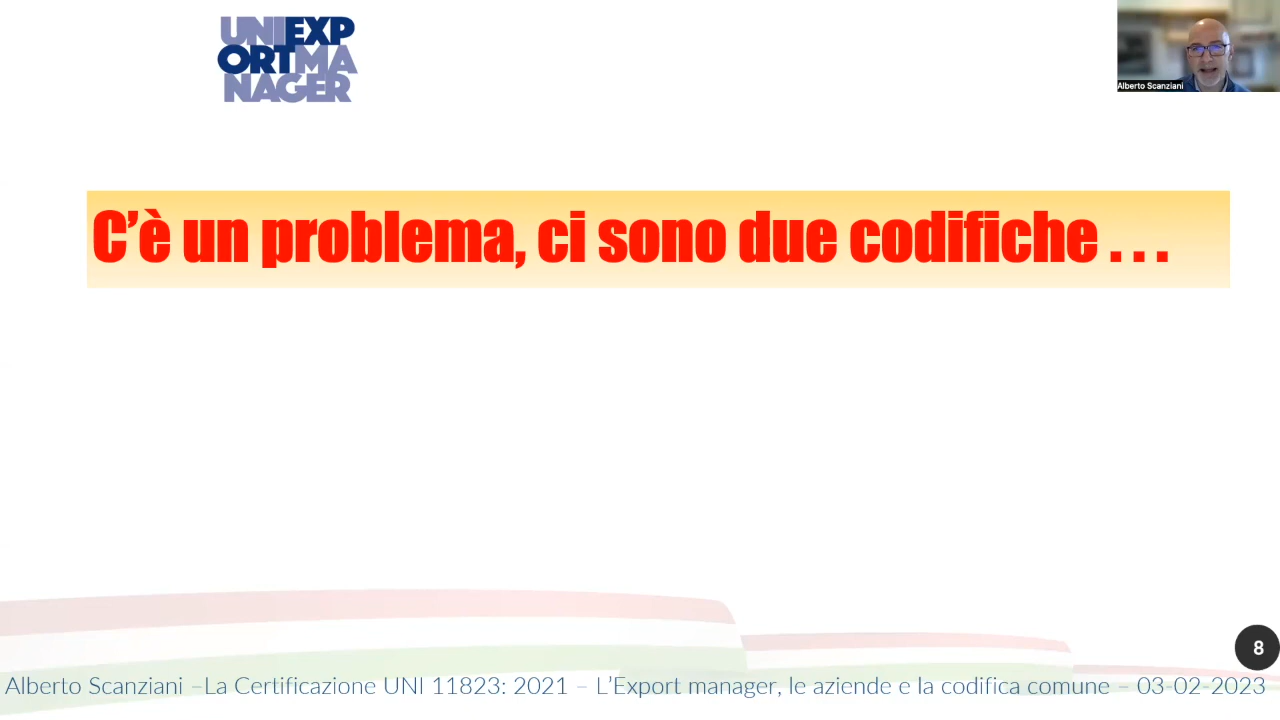 UNIEXP
ORTMA
NAGER
Alberto Scanziani
C’è un problema, ci sono due codifiche . . .
8
Alberto Scanziani –La Certificazione UNI 11823: 2021 – L’Export manager, le aziende e la codifica comune – 03-02-2023